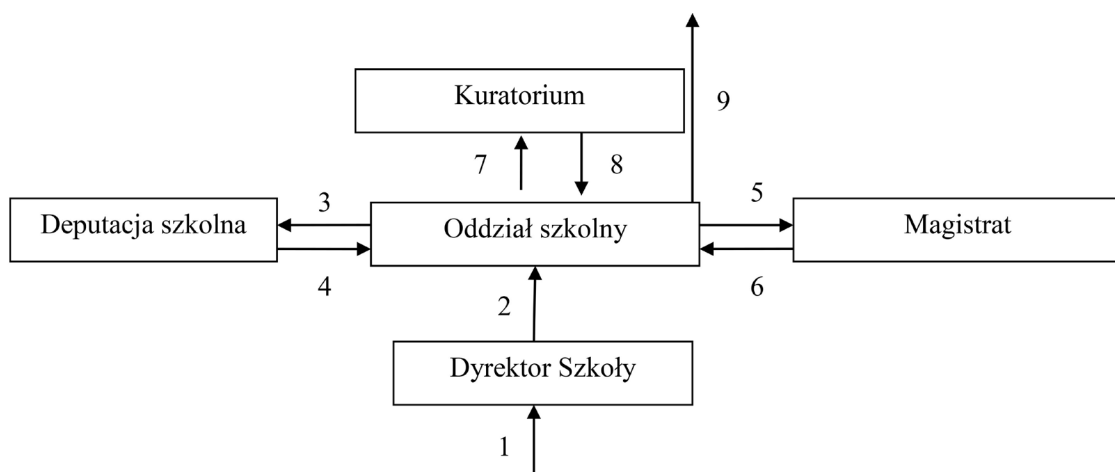 Kuratorium
9
7
8
3
5
Deputacja szkolna
Oddział szkolny
Magistrat
4
6
2
Dyrektor Szkoły
1